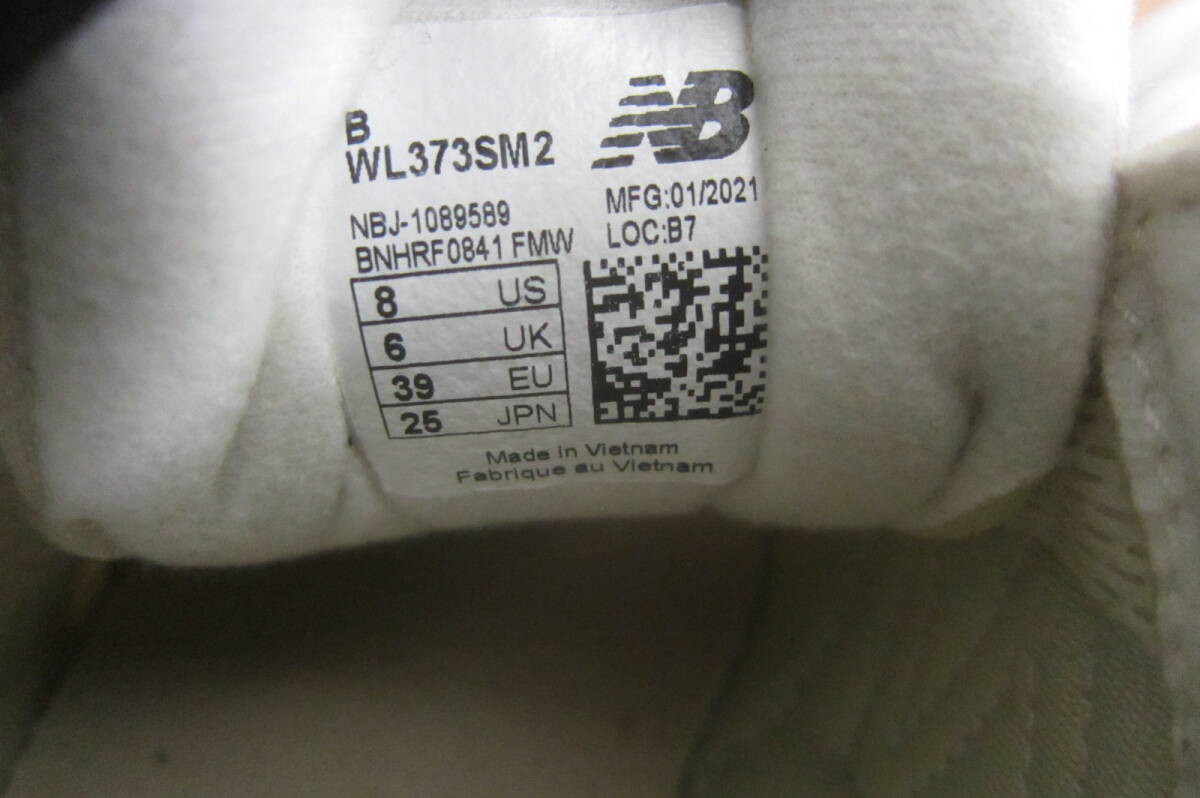 B
WL373SM2
NB
NBJ-1089589
BNHRF0841 FMW
MFG:01/2021
LOC:B7
8 US
6 UK
39 EU
25 JPN
Made in Vietnam
Fabrique au Vietnam